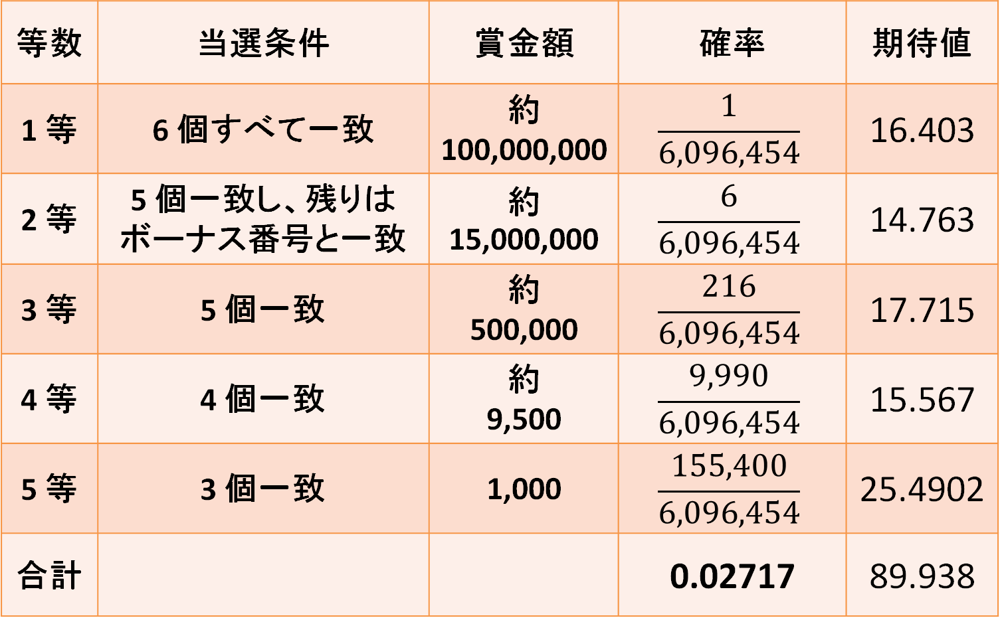 等数 当選条件 賞金額 確率 期待値
1等 6個すべて一致 約 100,000,000 1/6,096,454 16.403
2等 5個一致し、残りは ボーナス番号と一致 約 15,000,000 6/6,096,454 14.763
3等 5個一致 約 500,000 216/6,096,454 17.715
4等 4個一致 約 9,500 9,990/6,096,454 15.567
5等 3個一致 1,000 155,400/6,096,454 25.4902
合計 0.02717 89.938